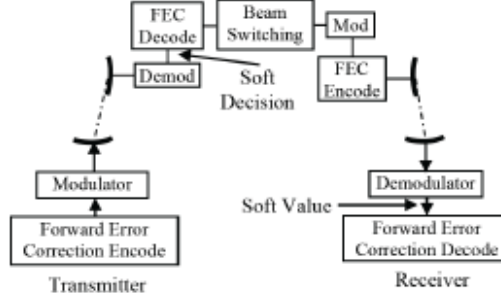 FEC
Decode
Beam
Switching
Mod
Demod
Soft
Decision
FEC
Encode
Modulator
Demodulator
Soft Value
Forward Error
Correction Encode
Forward Error
Correction Decode
Transmitter
Receiver